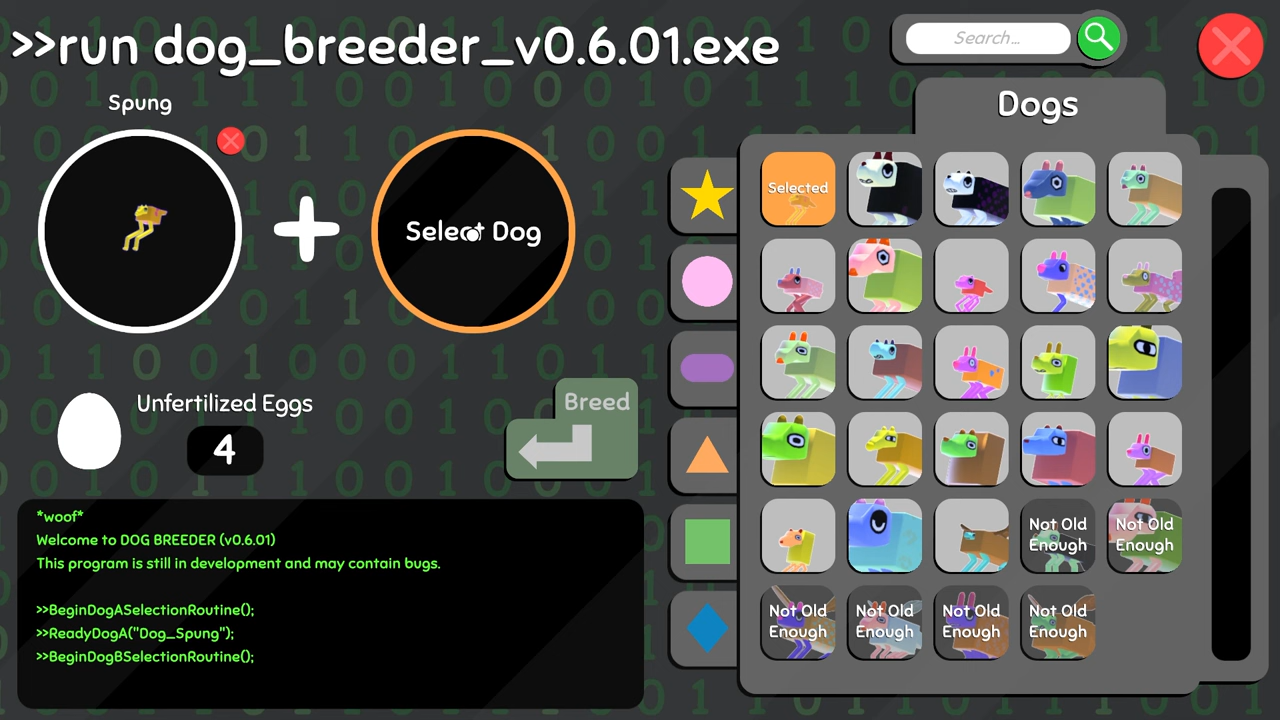 >>run dog_breeder_v0.6.01.exe
Search...
Spung
Dogs
Select Dog
Selected
Unfertilized Eggs
4
Breed
*woof*
Welcome to DOG BREEDER (v0.6.01)
This program is still in development and may contain bugs.
>>BeginDogASelectionRoutine();
>>ReadyDogA("Dog_Spung");
>>BeginDogBSelectionRoutine();
Not Old
Enough
Not Old
Enough
Not Old
Enough
Not Old
Enough
Not Old
Enough
Not Old
Enough